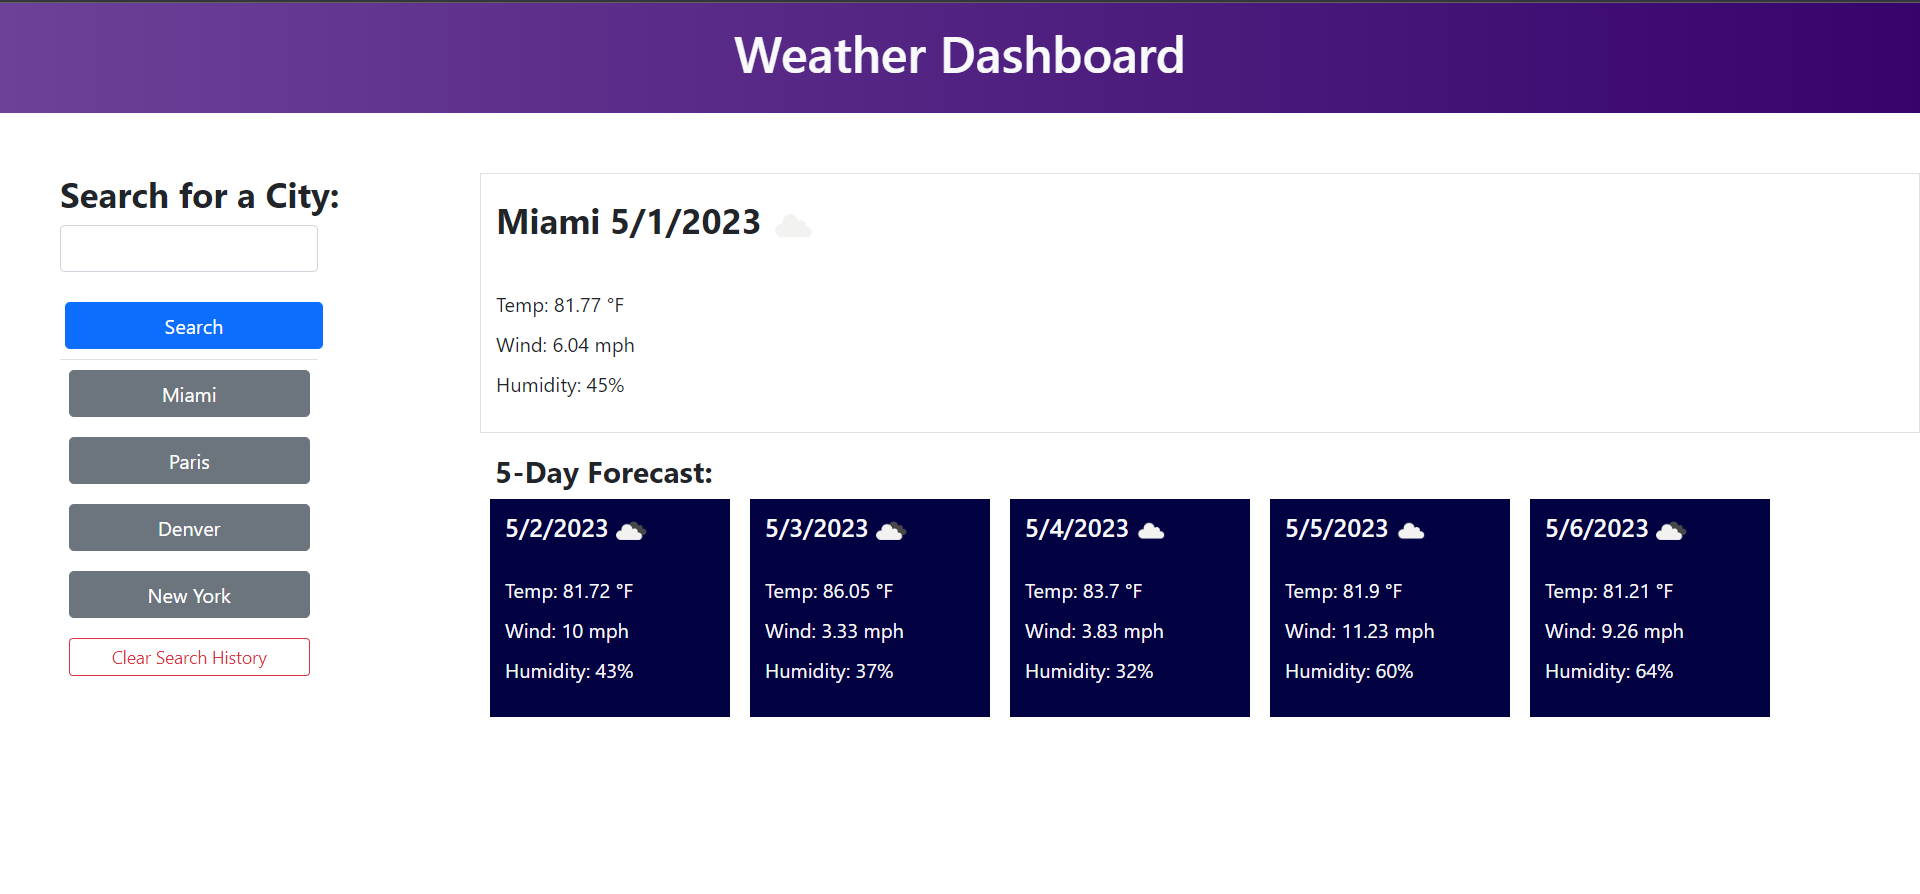 Weather Dashboard
Search for a City:
Search
Miami
Paris
Denver
New York
Clear Search History
Miami 5/1/2023
Temp: 81.77 °F
Wind: 6.04 mph
Humidity: 45%
5-Day Forecast:
5/2/2023
Temp: 81.72 °F
Wind: 10 mph
Humidity: 43%
5/3/2023
Temp: 86.05 °F
Wind: 3.33 mph
Humidity: 37%
5/4/2023
Temp: 83.7 °F
Wind: 3.83 mph
Humidity: 32%
5/5/2023
Temp: 81.9 °F
Wind: 11.23 mph
Humidity: 60%
5/6/2023
Temp: 81.21 °F
Wind: 9.26 mph
Humidity: 64%